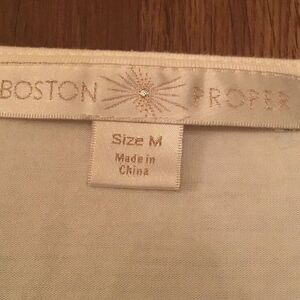 BOSTON PROPER
Size M
Made in
China